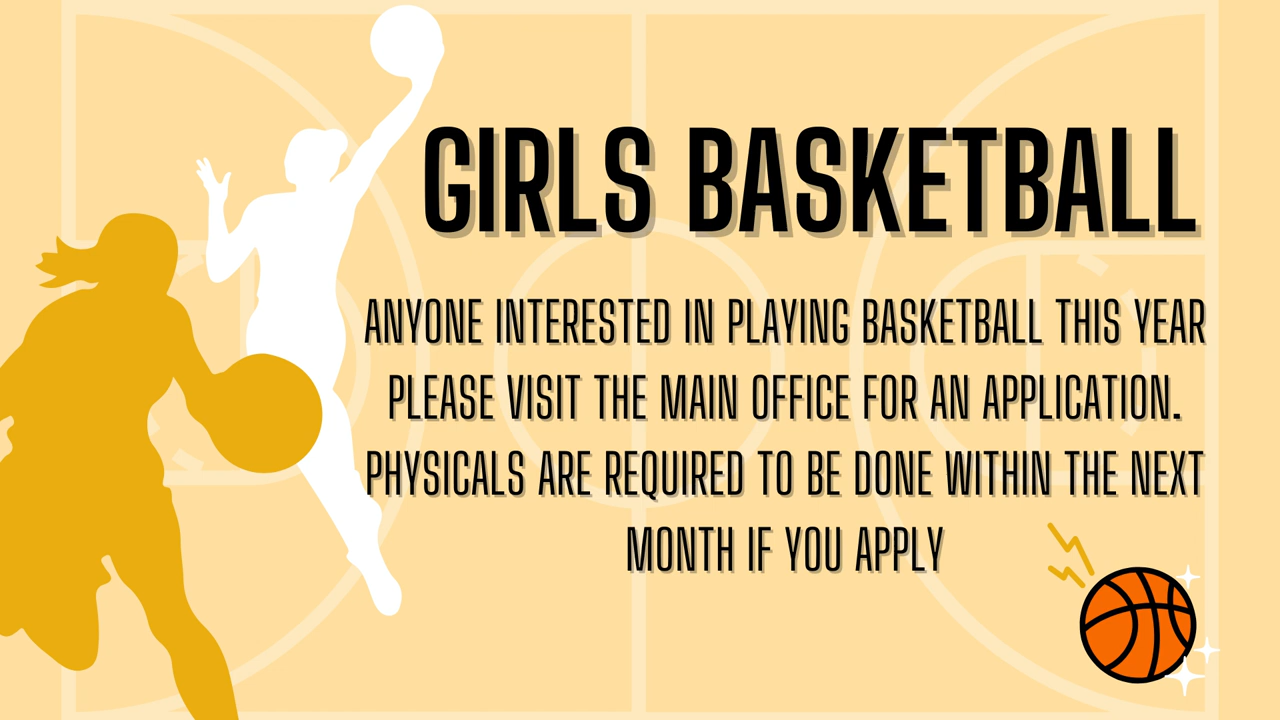 GIRLS BASKETBALL
ANYONE INTERESTED IN PLAYING BASKETBALL THIS YEAR
PLEASE VISIT THE MAIN OFFICE FOR AN APPLICATION.
PHYSICALS ARE REQUIRED TO BE DONE WITHIN THE NEXT
MONTH IF YOU APPLY